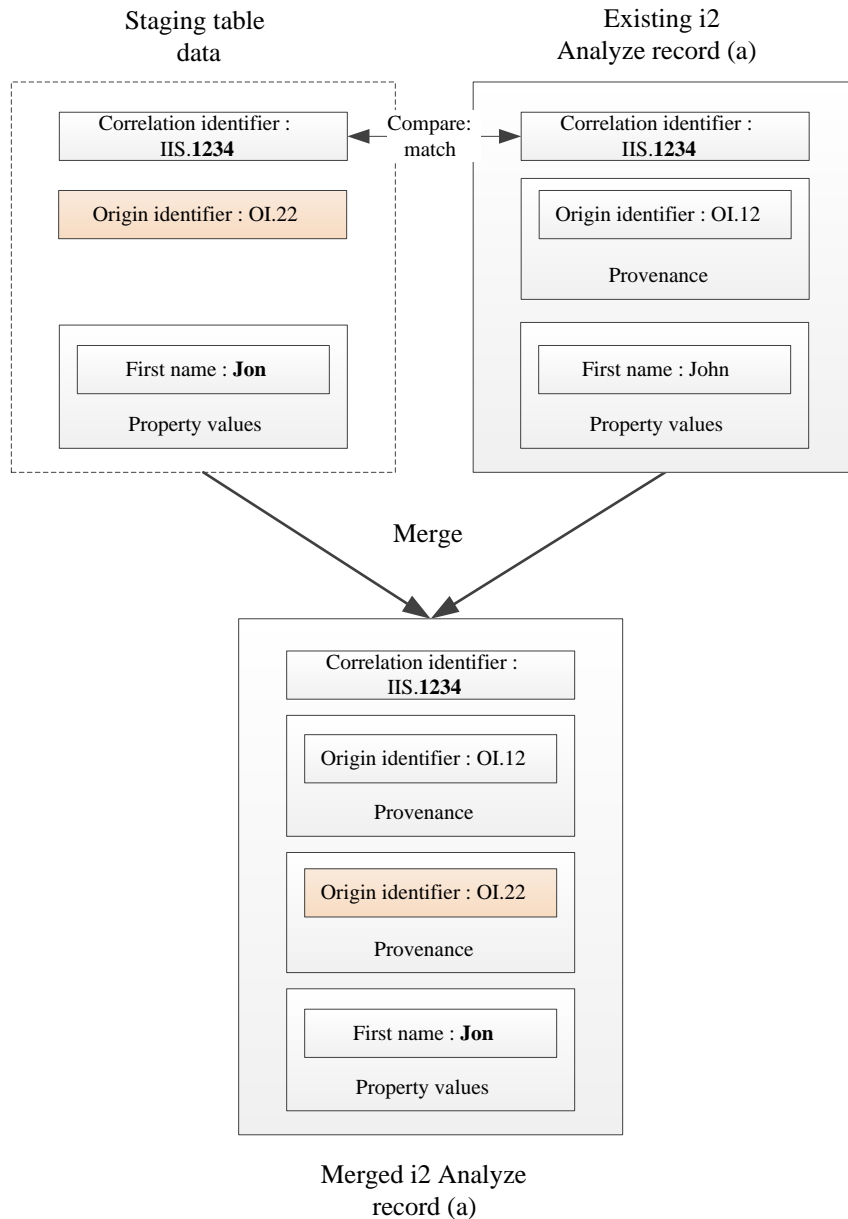 Staging table
data
Existing i2
Analyze record (a)
Correlation identifier :
IIS.1234
Compare:
match
Correlation identifier :
IIS.1234
Origin identifier : OI.22
Origin identifier : OI.12
Provenance
First name : Jon
Property values
First name : John
Property values
Merge
Correlation identifier :
IIS.1234
Origin identifier : OI.12
Provenance
Origin identifier : OI.22
Provenance
First name : Jon
Property values
Merged i2 Analyze
record (a)